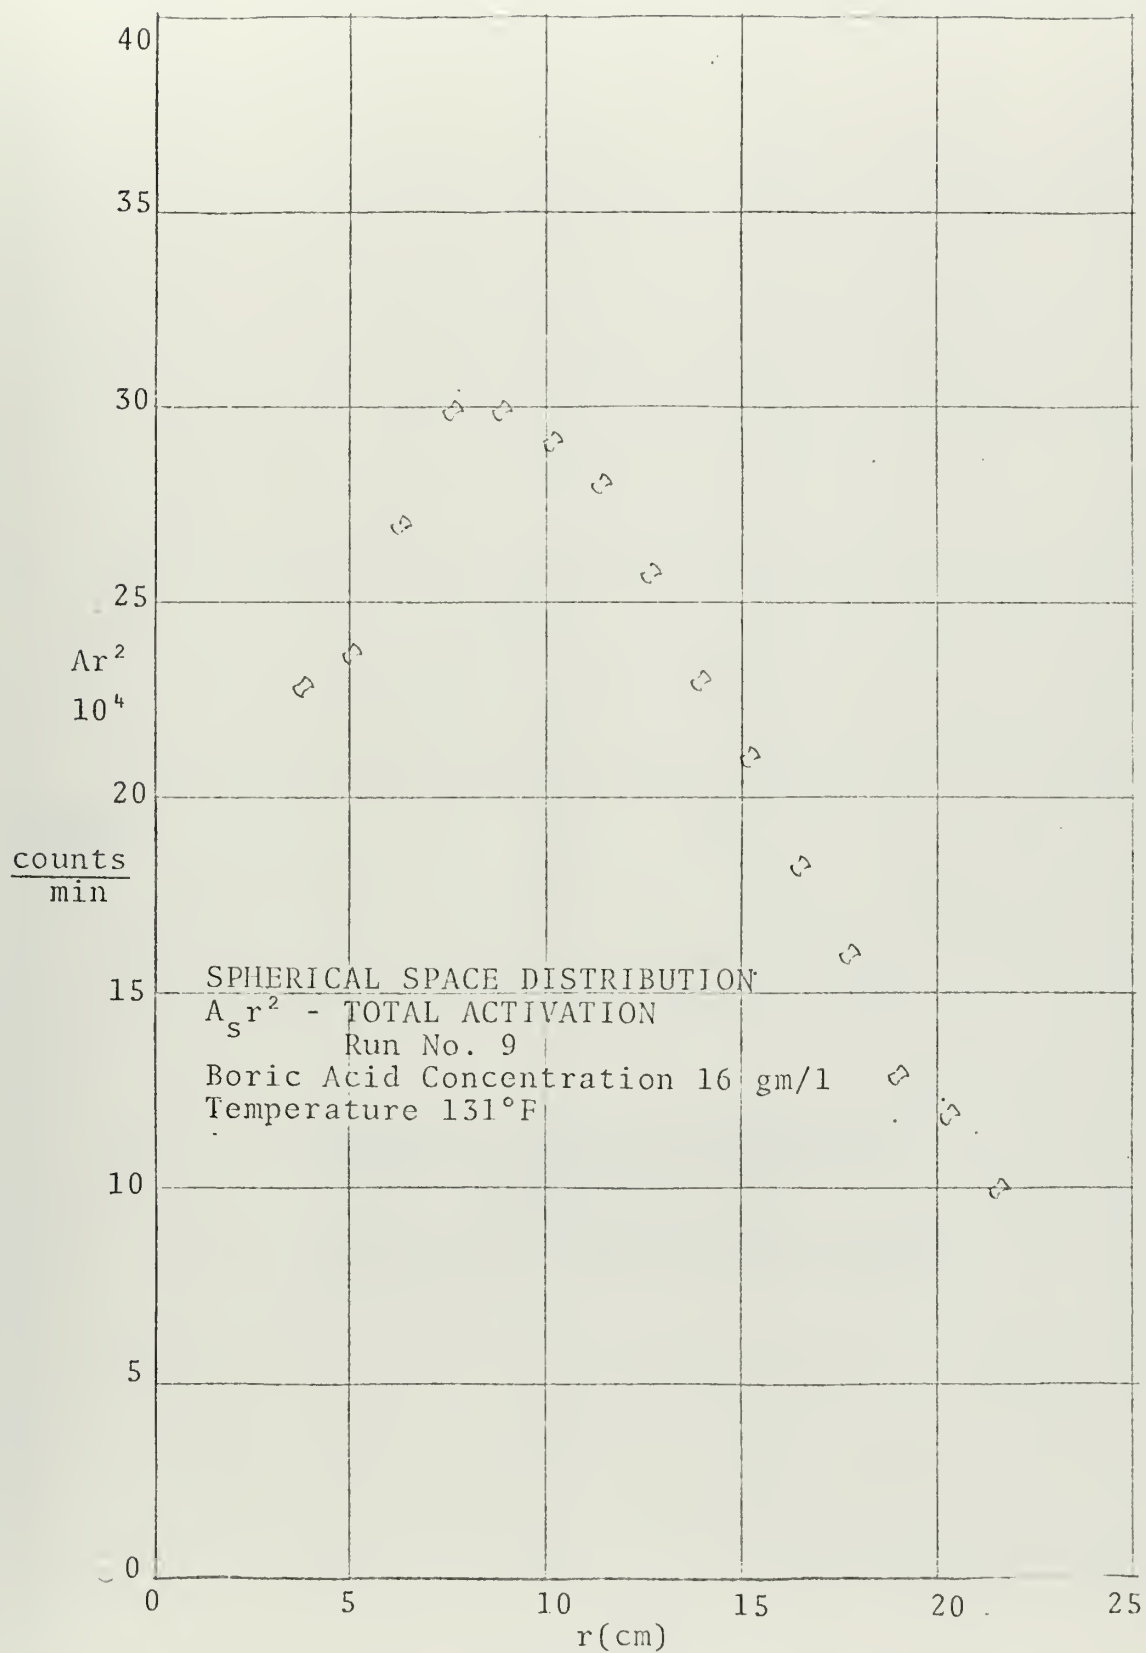 40
35
30
25
Ar²
10⁴
20
counts
min
15
SPHERICAL SPACE DISTRIBUTION
Aₛr² - TOTAL ACTIVATION
Run No. 9
Boric Acid Concentration 16 gm/l
Temperature 131°F
10
5
0
0 5 10 15 20 25
r(cm)